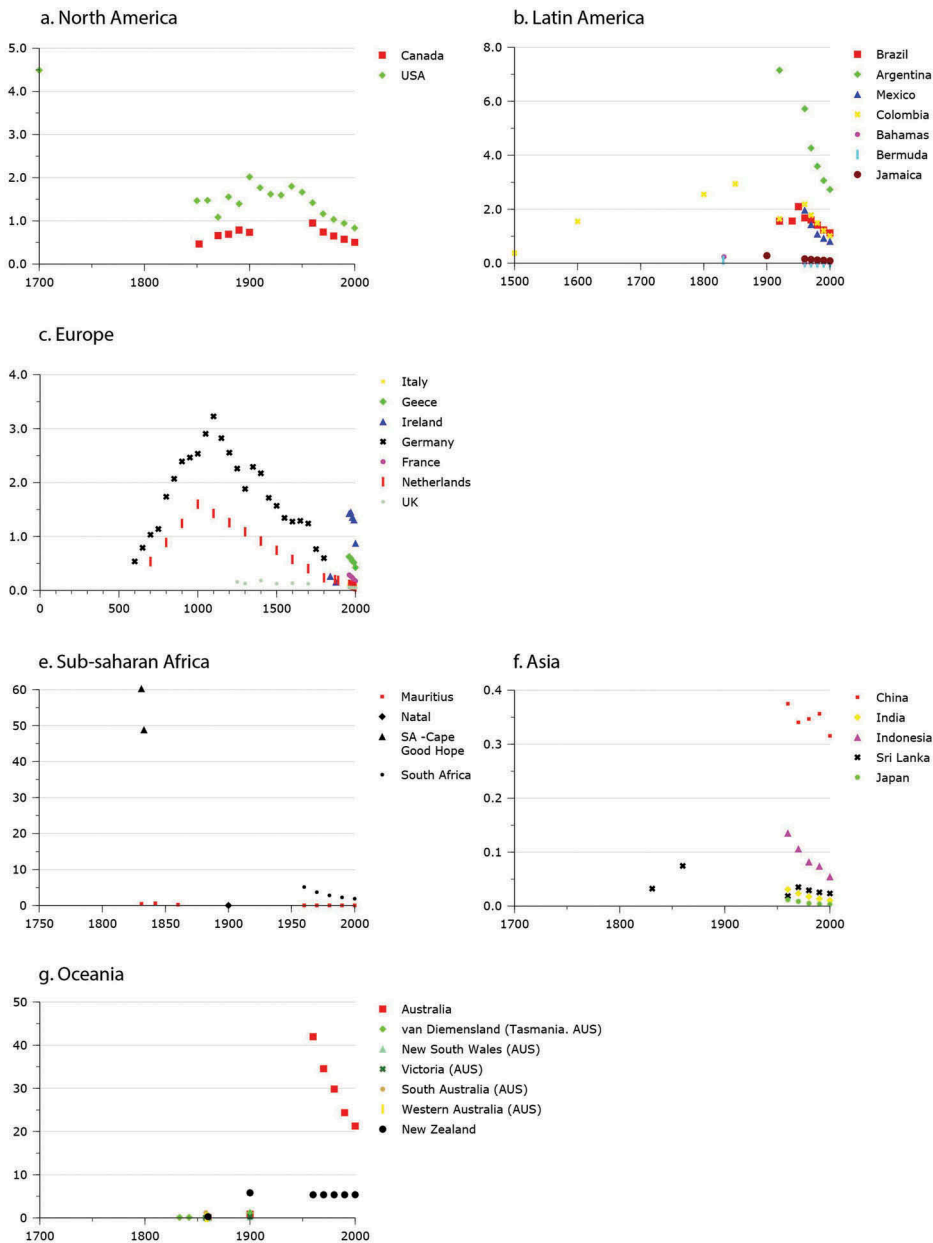 a. North America
5.0
4.0
3.0
2.0
1.0
0.0
1700
1800
1900
2000
Canada
USA
b. Latin America
8.0
6.0
4.0
2.0
0.0
1500
1600
1700
1800
1900
2000
Brazil
Argentina
Mexico
Colombia
Bahamas
Bermuda
Jamaica
c. Europe
4.0
3.0
2.0
1.0
0.0
0
500
1000
1500
2000
Italy
Geece
Ireland
Germany
France
Netherlands
UK
e. Sub-saharan Africa
60
50
40
30
20
10
0
1750
1800
1850
1900
1950
2000
Mauritius
Natal
SA -Cape
Good Hope
South Africa
f. Asia
0.4
0.3
0.2
0.1
0.0
1700
1800
1900
2000
China
India
Indonesia
Sri Lanka
Japan
g. Oceania
50
40
30
20
10
0
1700
1800
1900
2000
Australia
van Diemensland (Tasmania. AUS)
New South Wales (AUS)
Victoria (AUS)
South Australia (AUS)
Western Australia (AUS)
New Zealand